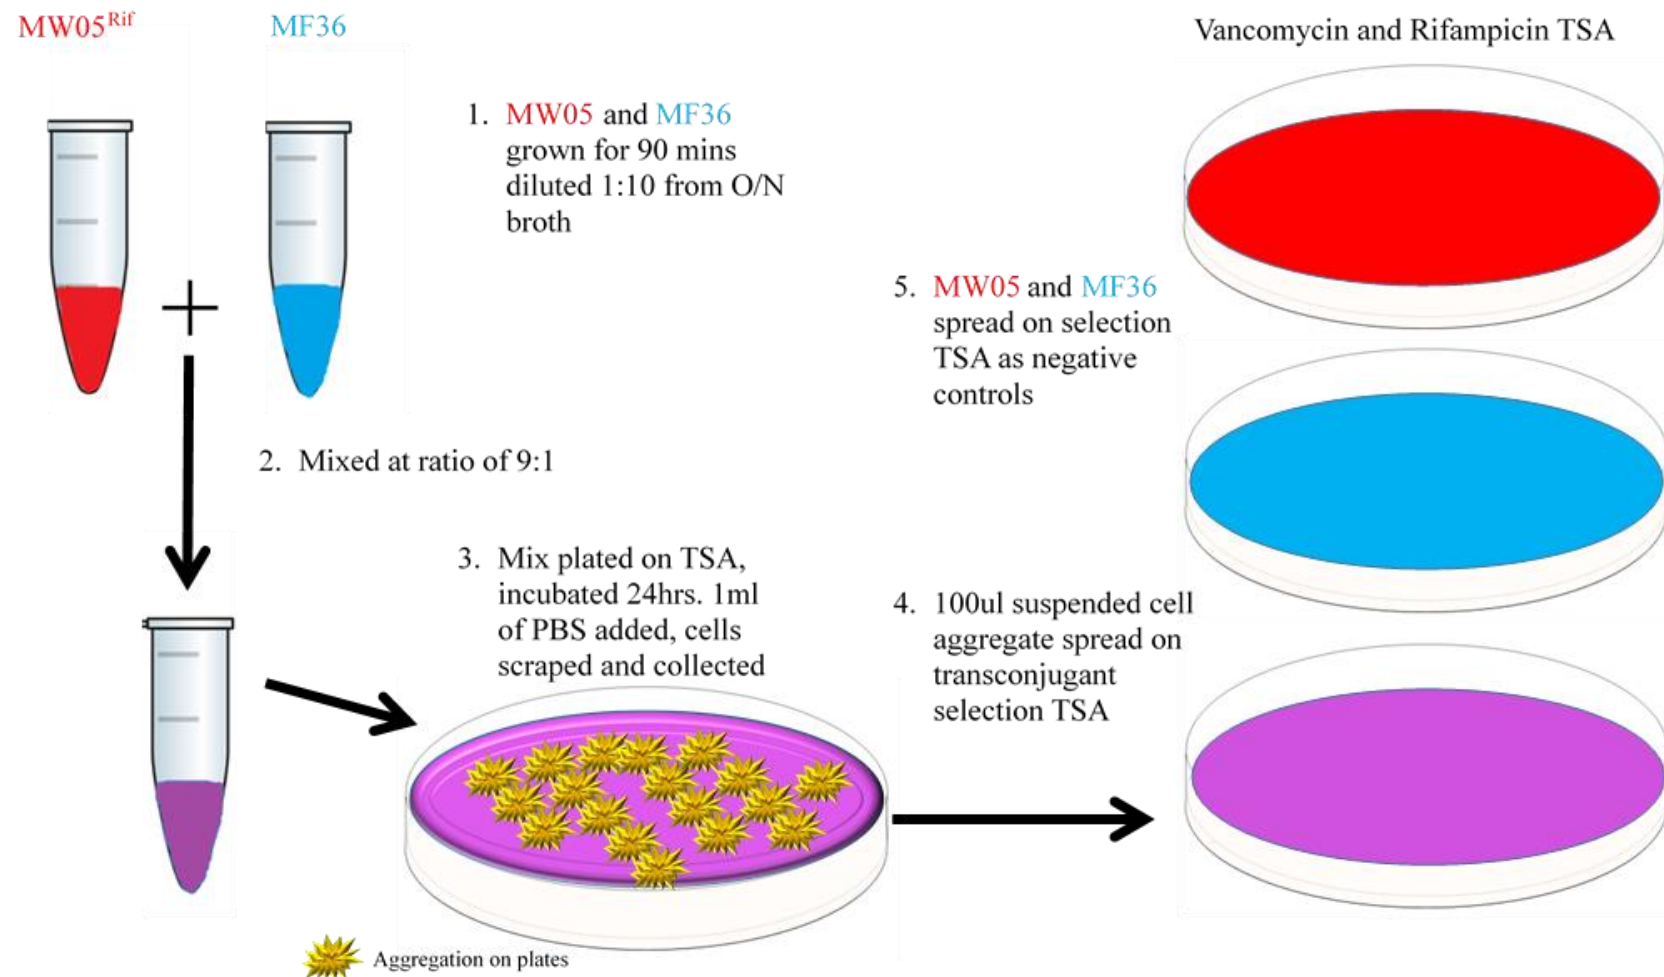 MW05Rif
MF36
1. MW05 and MF36
grown for 90 mins
diluted 1:10 from O/N
broth
2. Mixed at ratio of 9:1
3. Mix plated on TSA,
incubated 24hrs. 1ml
of PBS added, cells
scraped and collected
Aggregation on plates
4. 100ul suspended cell
aggregate spread on
transconjugant
selection TSA
5. MW05 and MF36
spread on selection
TSA as negative
controls
Vancomycin and Rifampicin TSA